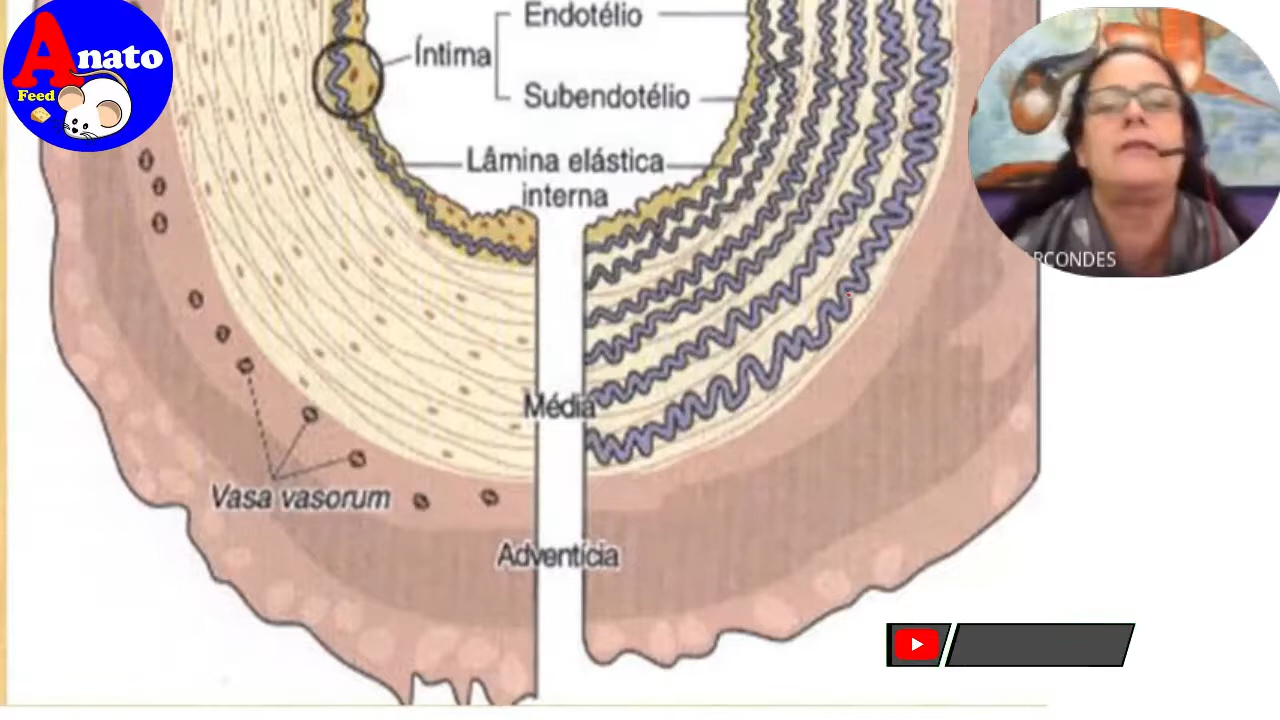 Anato
Feed
Endotélio
Íntima
Subendotélio
Lâmina elástica
interna
RCONDES
Média
Vasa vasorum
Adventícia